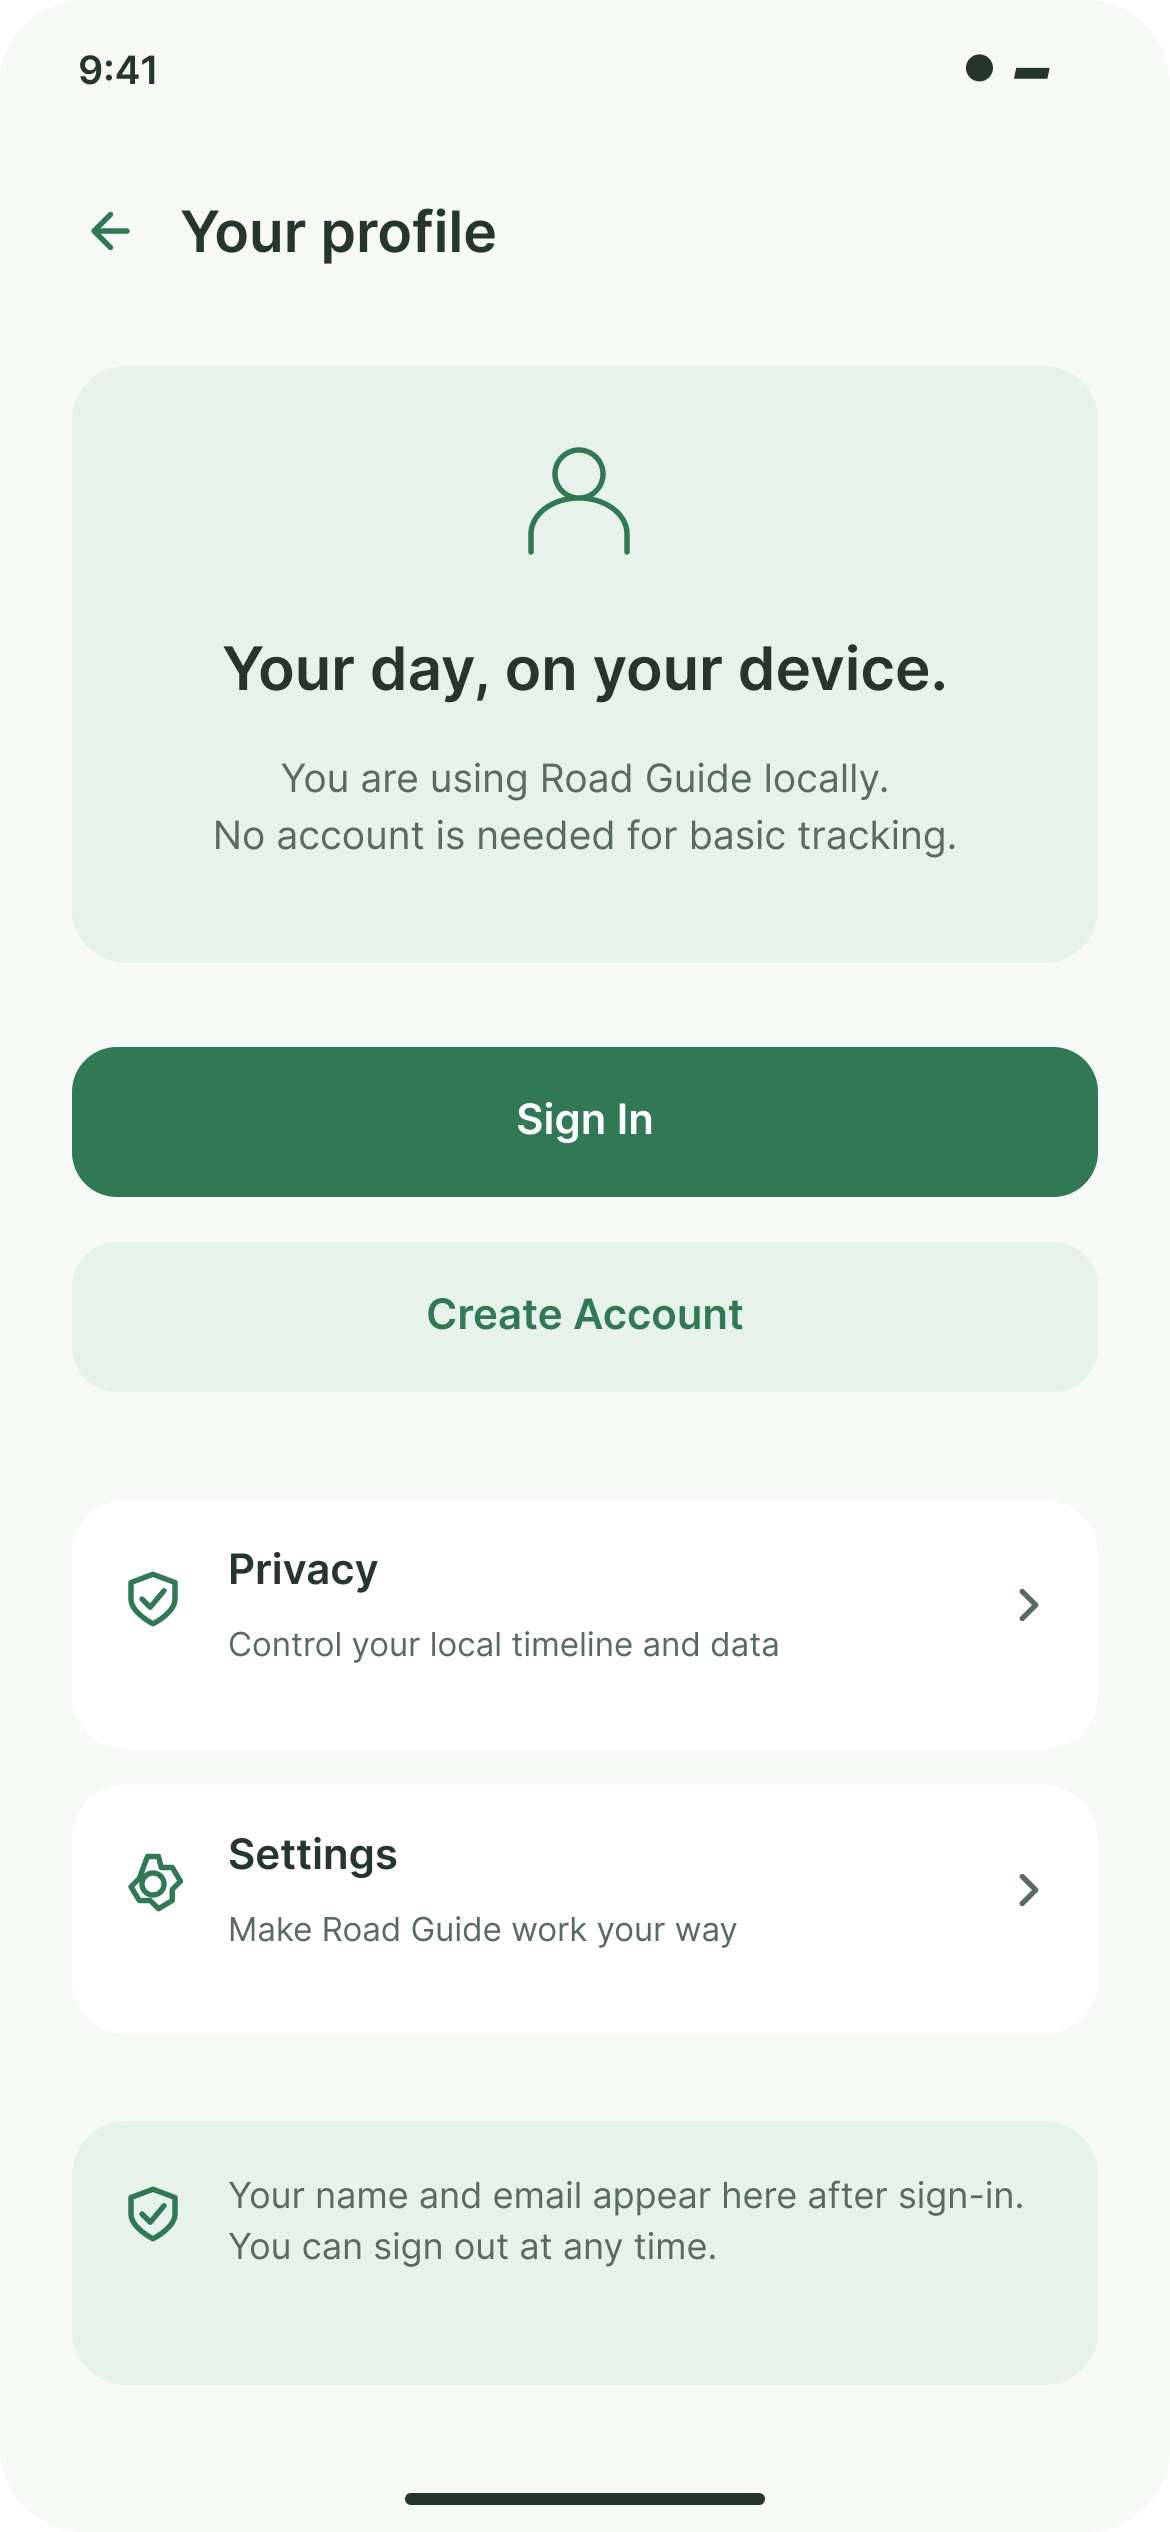 9:41
Your profile
Your day, on your device.
You are using Road Guide locally.
No account is needed for basic tracking.
Sign In
Create Account
Privacy
Control your local timeline and data
Settings
Make Road Guide work your way
Your name and email appear here after sign-in.
You can sign out at any time.